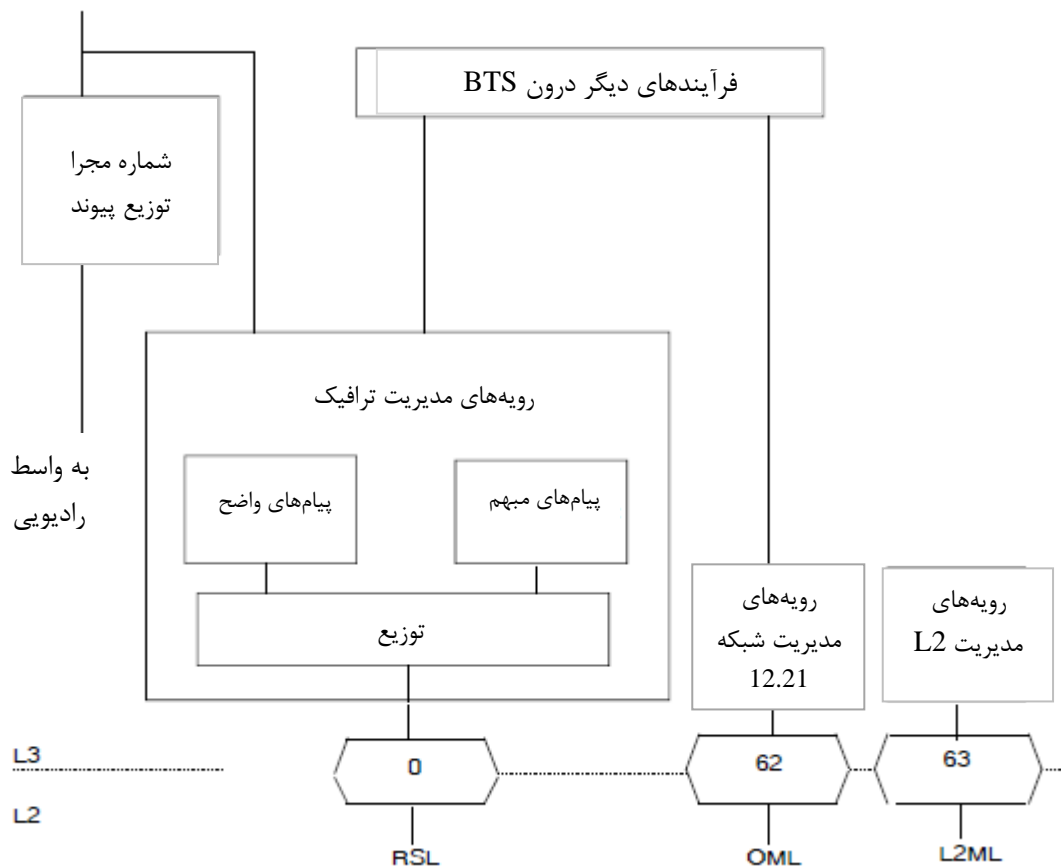 فرآیندهای دیگر درون BTS
شماره مجرا
توزیع پیوند
رویه‌های مدیریت ترافیک
به واسط
رادیویی
پیام‌های مبهم
پیام‌های واضح
توزیع
رویه‌های
مدیریت شبکه
12.21
رویه‌های
مدیریت L2
L3
0
62
63
L2
RSL
OML
L2ML